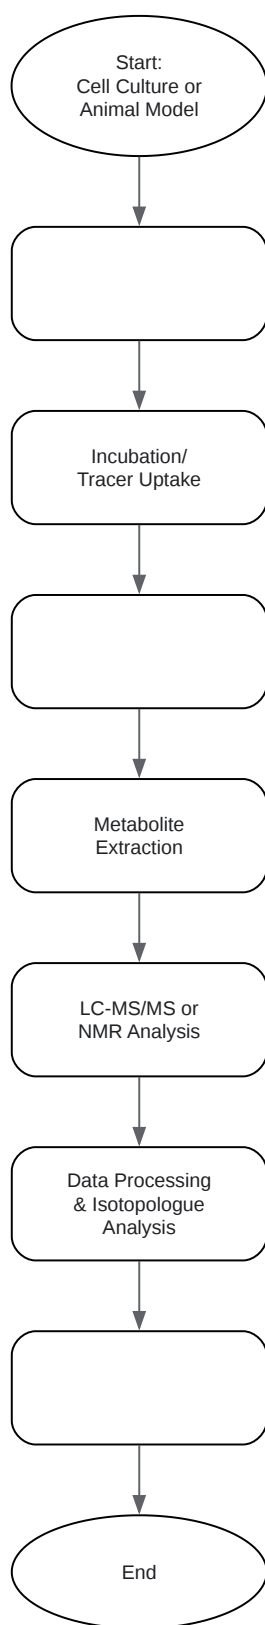 Start:
Cell Culture or
Animal Model
Incubation/
Tracer Uptake
Metabolite
Extraction
LC-MS/MS or
NMR Analysis
Data Processing
& Isotopologue
Analysis
End